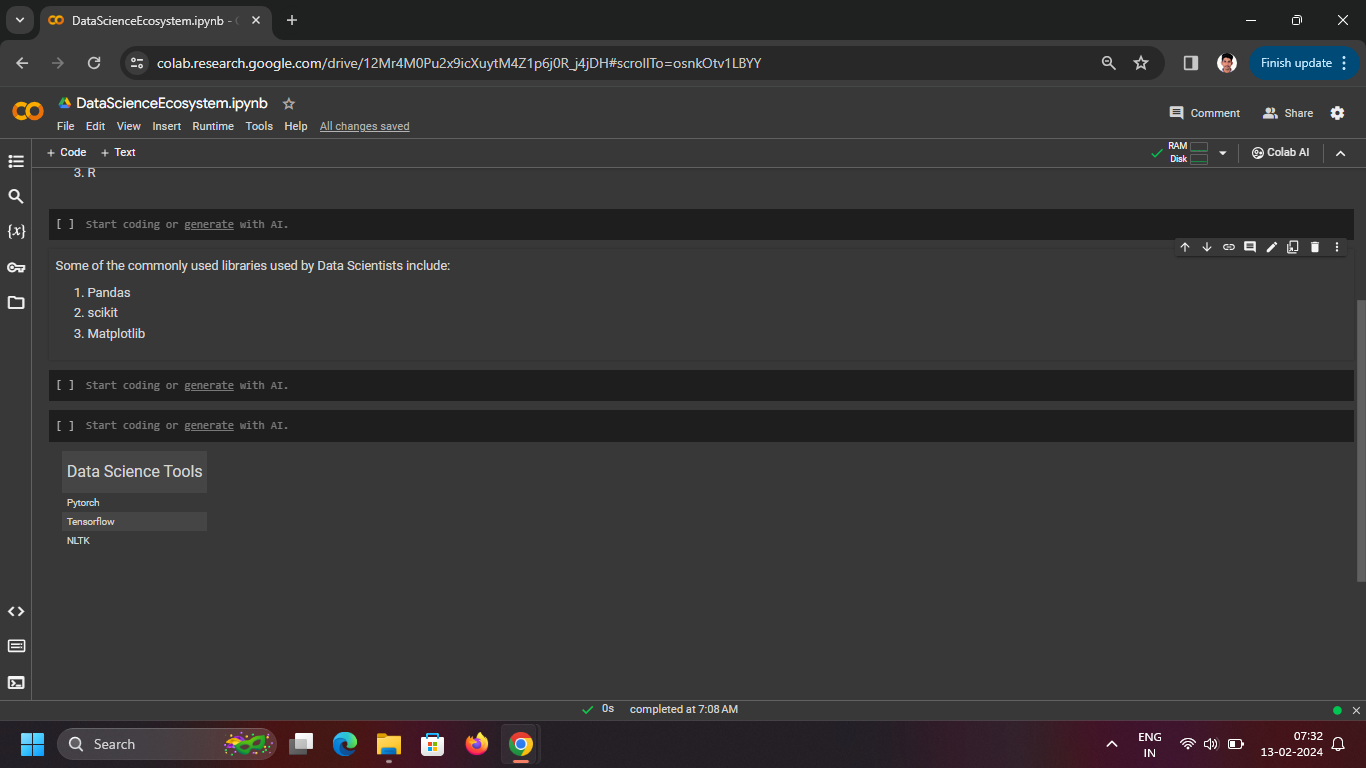 DataScienceEcosystem.ipynb -
colab.research.google.com/drive/12Mr4M0Pu2x9icXuytM4Z1p6j0R_j4jDH#scrollTo=osnkOtv1LBYY
Finish update
DataScienceEcosystem.ipynb
File Edit View Insert Runtime Tools Help All changes saved
Comment Share
+ Code + Text
RAM
Disk
Colab AI
3. R
[ ] Start coding or generate with AI.
Some of the commonly used libraries used by Data Scientists include:
1. Pandas
2. scikit
3. Matplotlib
[ ] Start coding or generate with AI.
[ ] Start coding or generate with AI.
Data Science Tools
Pytorch
Tensorflow
NLTK
0s completed at 7:08 AM
Search
ENG
IN
07:32
13-02-2024